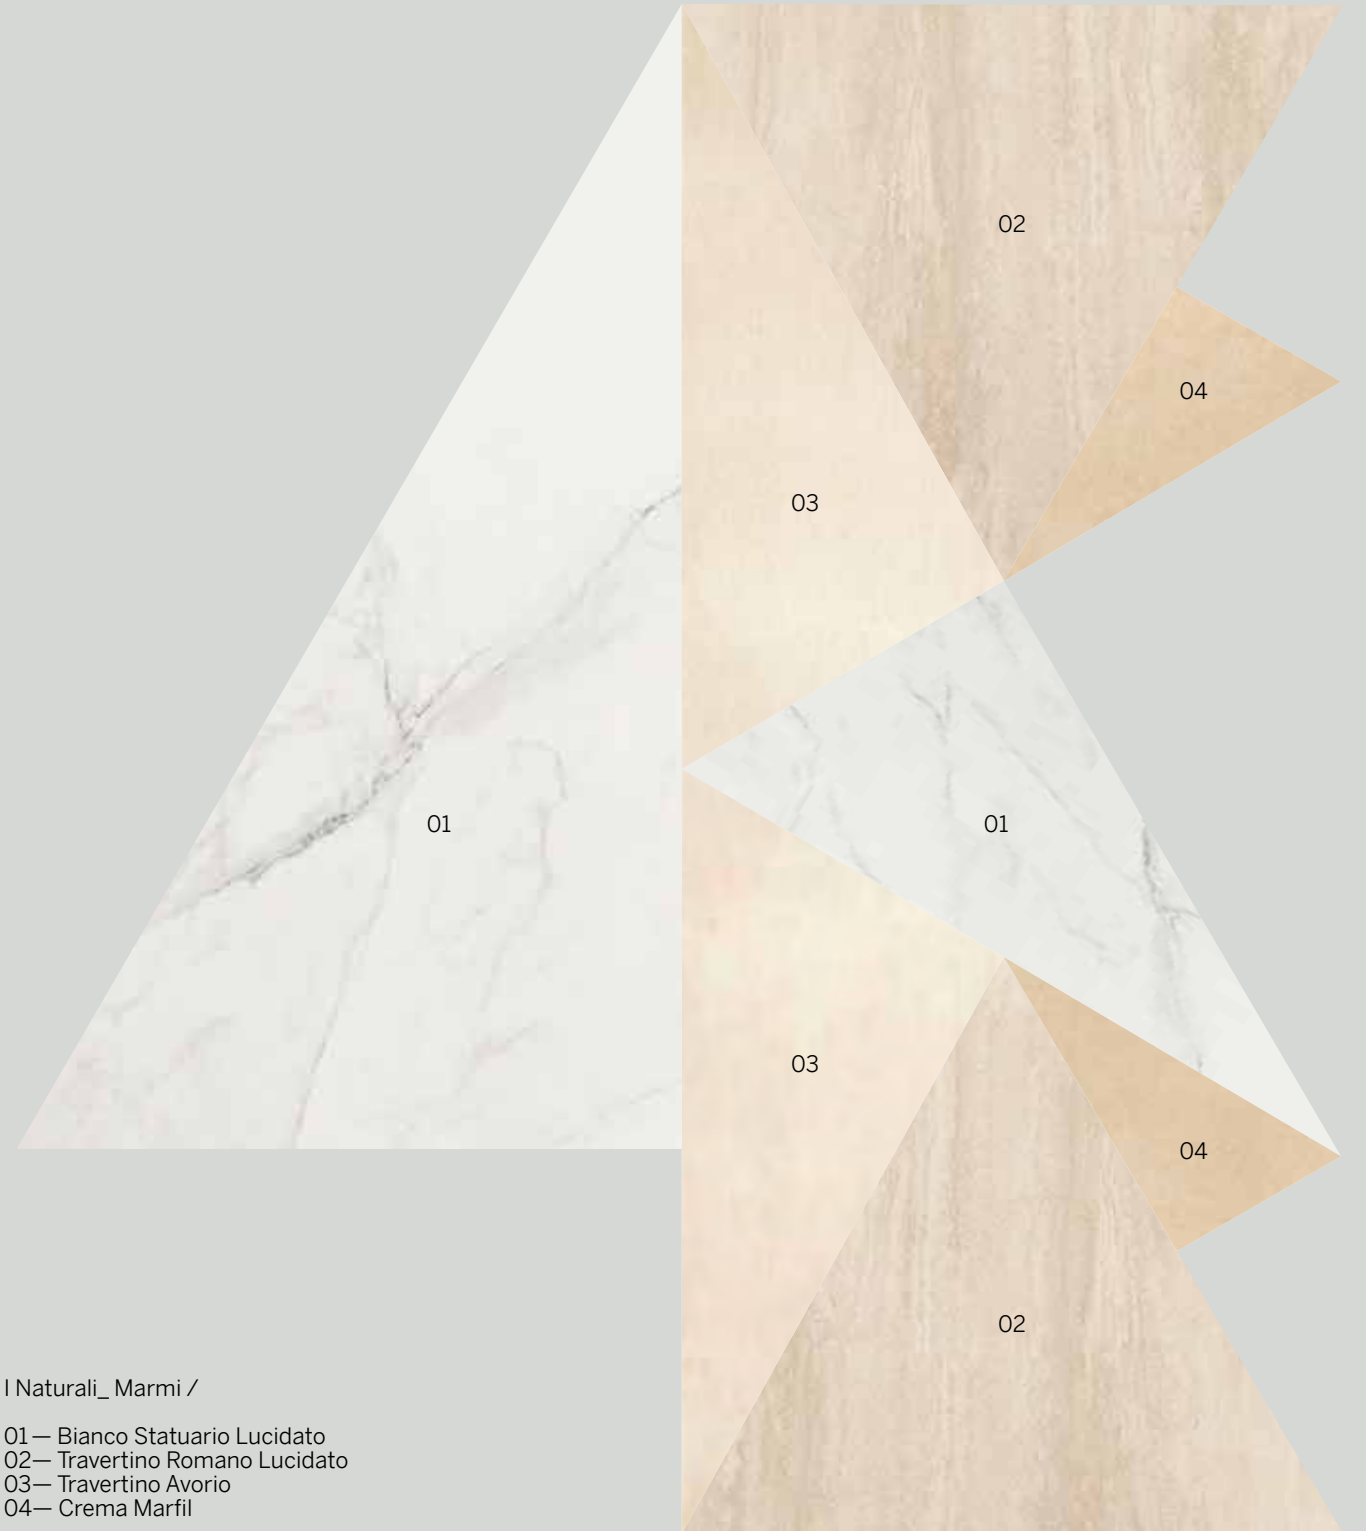 02
04
03
01
01
03
04
02
I Naturali_ Marmi /
01— Bianco Statuario Lucidato
02— Travertino Romano Lucidato
03— Travertino Avorio
04— Crema Marfil